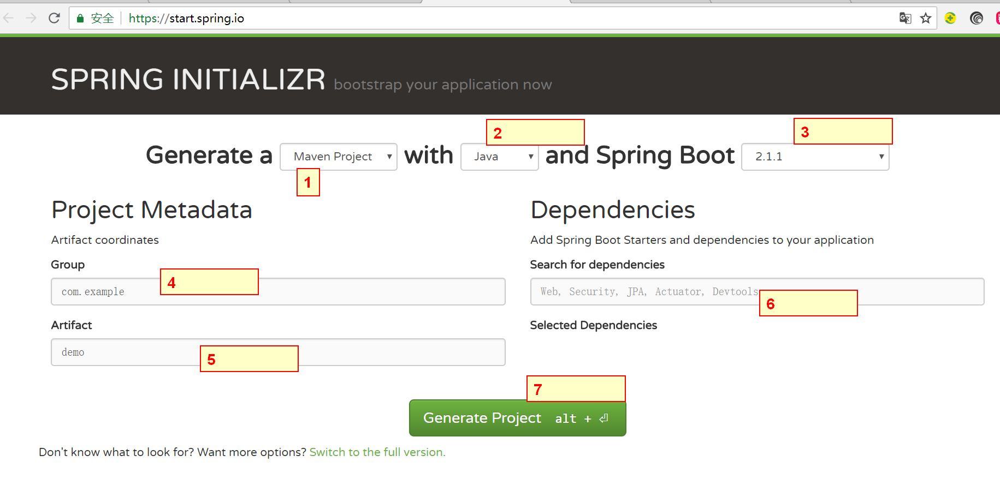 安全 https://start.spring.io
SPRING INITIALIZR bootstrap your application now
2
3
Generate a Maven Project with Java and Spring Boot 2.1.1
1
Project Metadata
Artifact coordinates
Group
com.example
4
Artifact
demo
5
Dependencies
Add Spring Boot Starters and dependencies to your application
Search for dependencies
Web, Security, JPA, Actuator, Devtools
6
Selected Dependencies
7
Generate Project alt + ⏎
Don't know what to look for? Want more options? Switch to the full version.